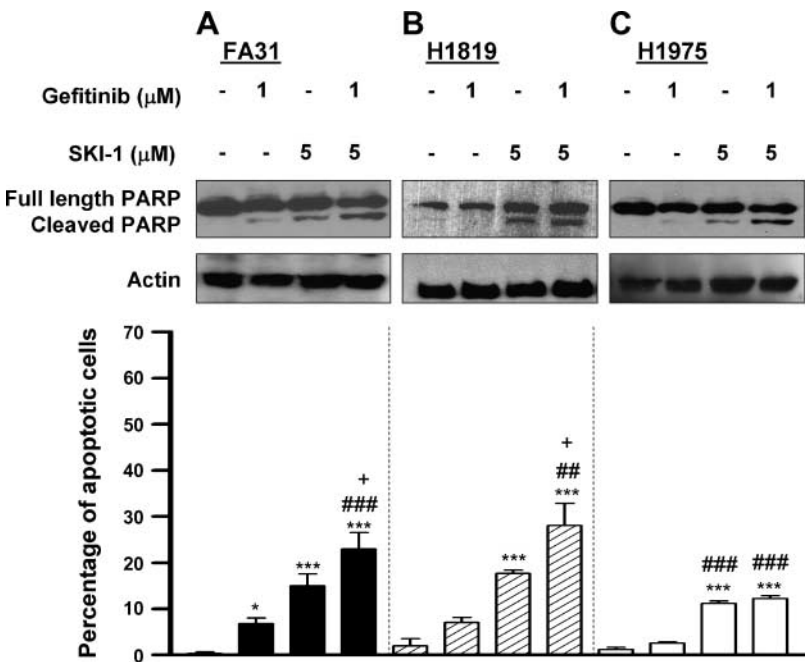 A B C
FA31 H1819 H1975
Gefitinib (µM) - 1 - 1 - 1 - 1 - 1 - 1
SKI-1 (µM) - - 5 5 - - 5 5 - - 5 5
Full length PARP
Cleaved PARP
Actin
Percentage of apoptotic cells
70
60
50
40
+
+
##
30
###
***
***
***
### ###
20
***
*** ***
*
10
0